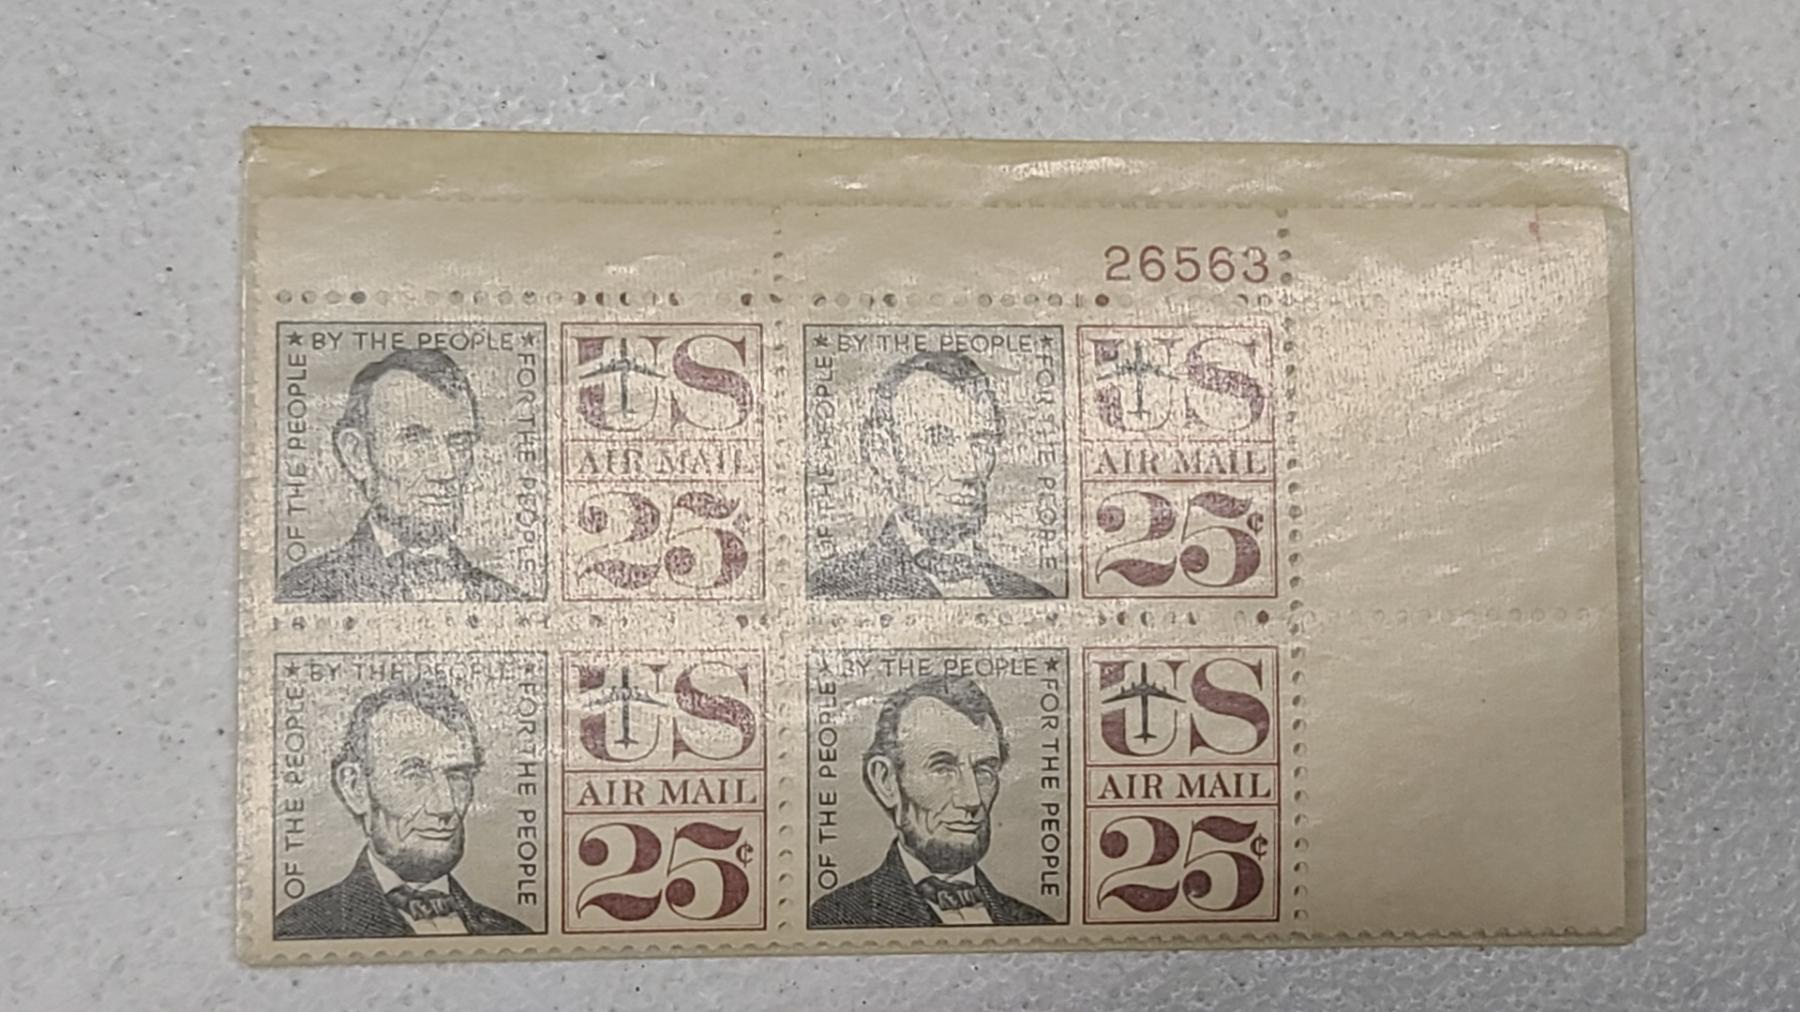 26563
★ BY THE PEOPLE ★
OF THE PEOPLE
FOR THE PEOPLE
US
AIR MAIL
25¢
★ BY THE PEOPLE ★
OF THE PEOPLE
FOR THE PEOPLE
US
AIR MAIL
25¢
★ BY THE PEOPLE ★
OF THE PEOPLE
FOR THE PEOPLE
US
AIR MAIL
25¢
★ BY THE PEOPLE ★
OF THE PEOPLE
FOR THE PEOPLE
US
AIR MAIL
25¢